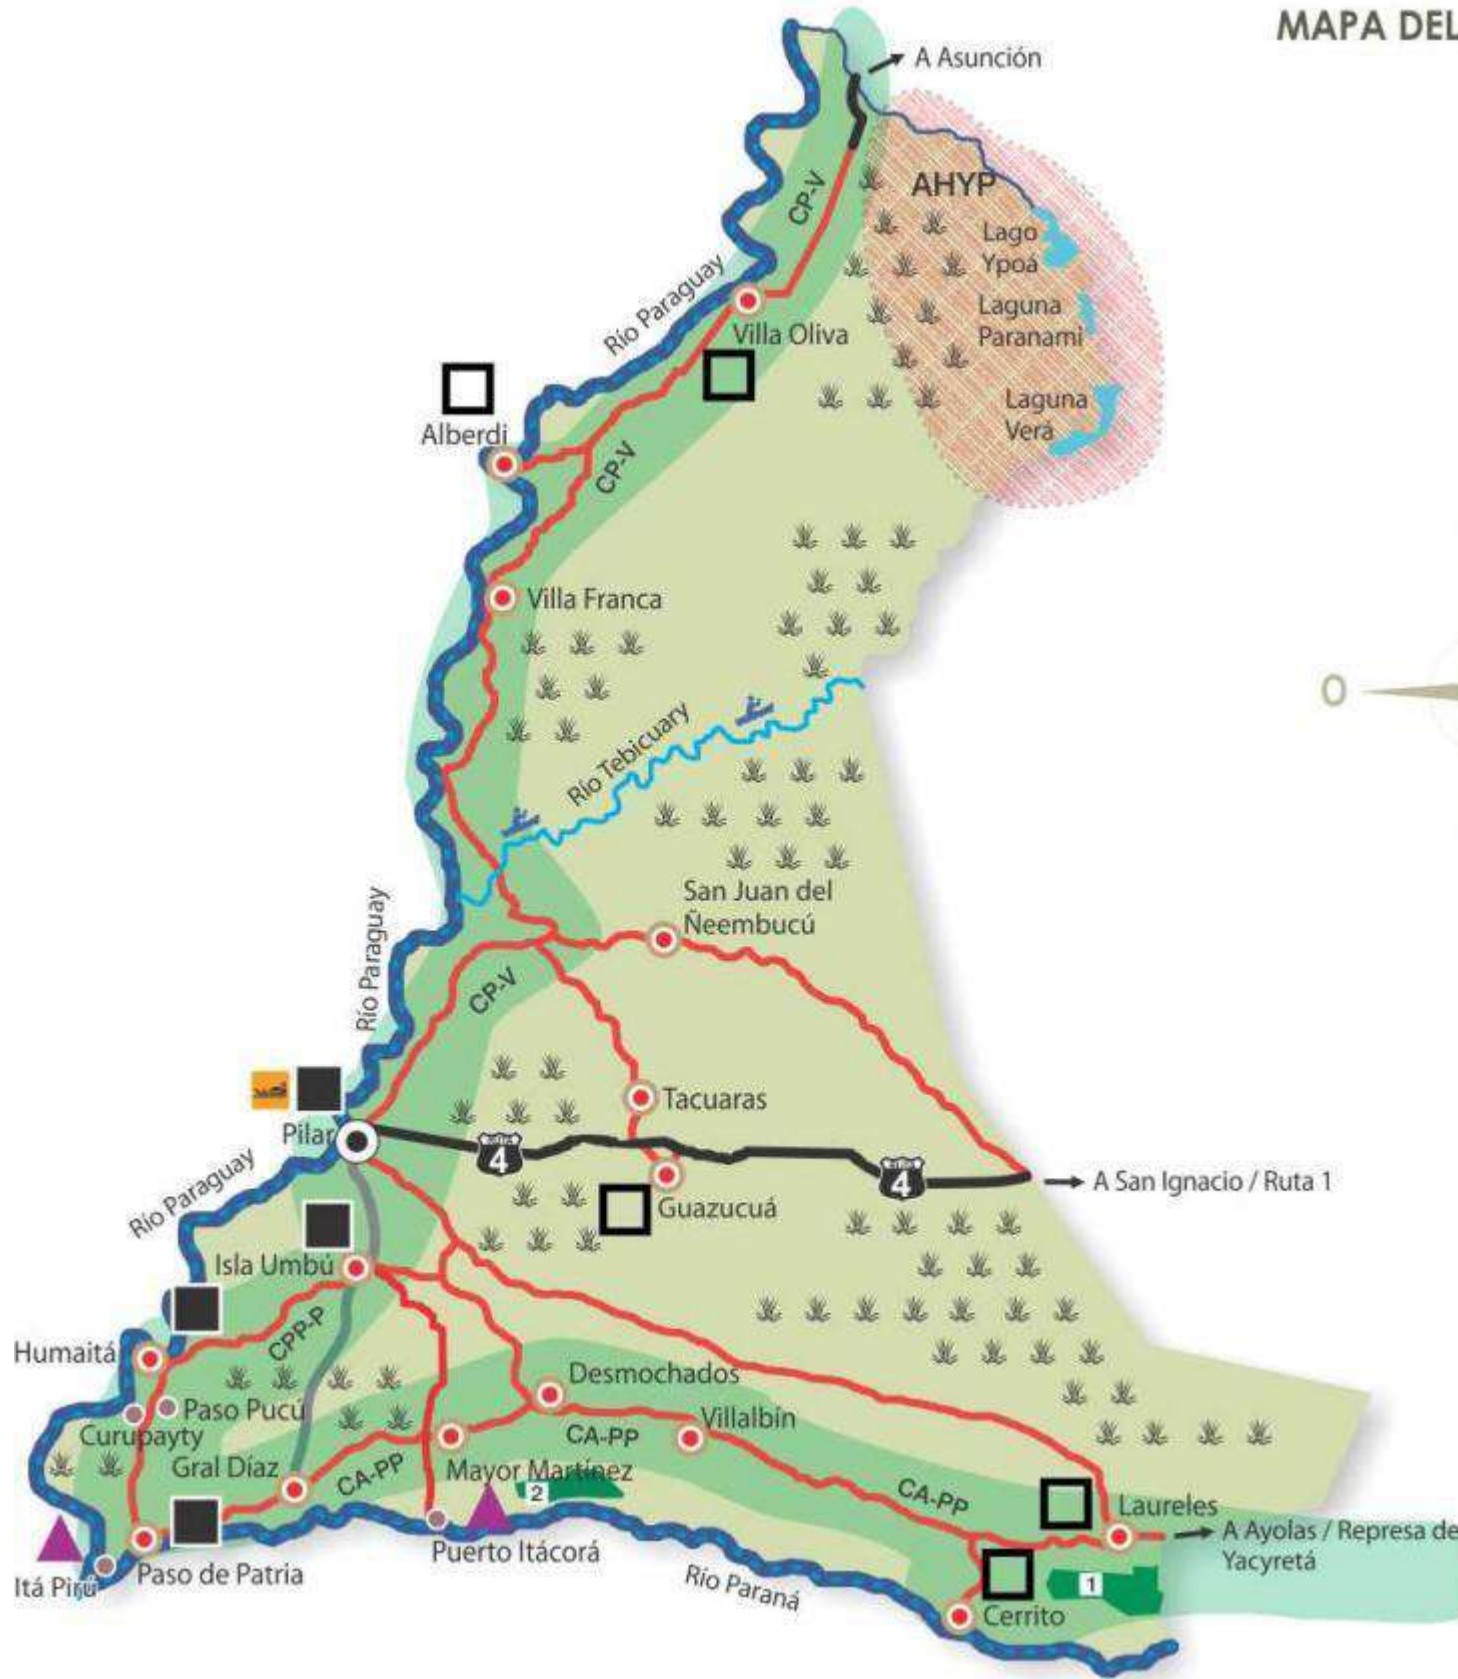 MAPA DEL
A Asunción
CP-V
AHYP
Lago
Ypoá
Río Paraguay
Laguna
Paranami
Villa Oliva
Laguna
Verá
Alberdi
CP-V
Villa Franca
O
Río Tebicuary
San Juan del
Ñeembucú
Río Paraguay
CP-V
Tacuaras
Pilar
RUTA
4
RUTA
4
A San Ignacio / Ruta 1
Río Paraguay
Guazucuá
Isla Umbú
CPP-P
Humaitá
Desmochados
Paso Pucú
Curupayty
Villalbín
CA-PP
Gral Díaz
CA-PP
Mayor Martínez
2
CA-PP
Laureles
A Ayolas / Represa de
Yacyretá
Puerto Itácorá
Itá Pirú
Paso de Patria
Río Paraná
1
Cerrito